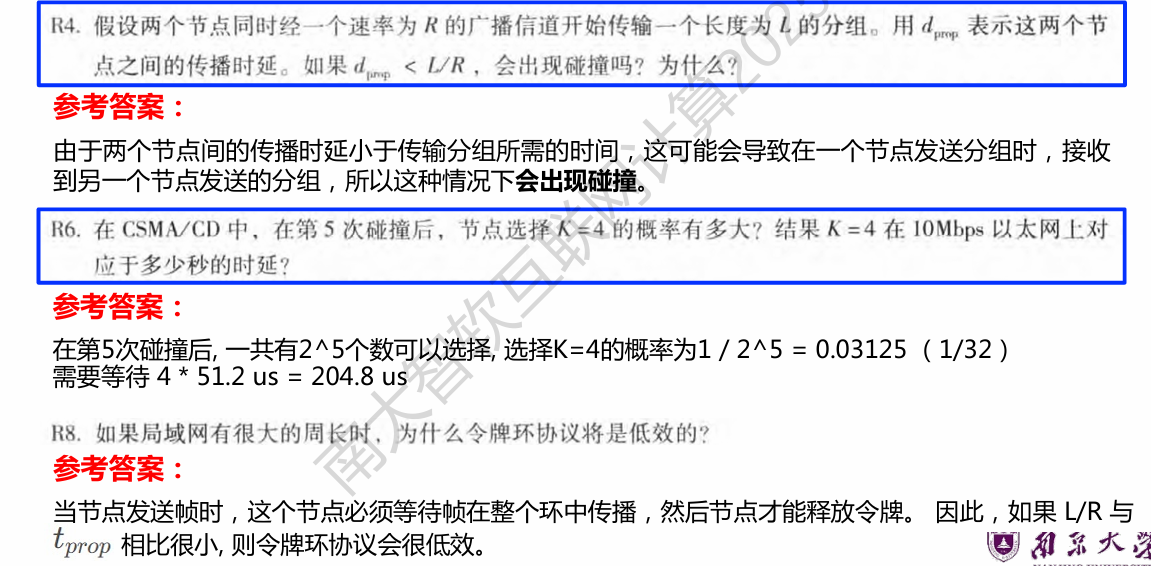 R4. 假设两个节点同时经一个速率为 R 的广播信道开始传输一个长度为 L 的分组。用 dprop 表示这两个节
点之间的传播时延。如果 dprop < L/R ，会出现碰撞吗？为什么？
参考答案：
由于两个节点间的传播时延小于传输分组所需的时间，这可能会导致在一个节点发送分组时，接收
到另一个节点发送的分组，所以这种情况下会出现碰撞。
R6. 在 CSMA/CD 中，在第 5 次碰撞后，节点选择 K = 4 的概率有多大？结果 K = 4 在 10Mbps 以太网上对
应于多少秒的时延？
参考答案：
在第5次碰撞后, 一共有2^5个数可以选择, 选择K=4的概率为1 / 2^5 = 0.03125 （1/32）
需要等待 4 * 51.2 us = 204.8 us
R8. 如果局域网有很大的周长时，为什么令牌环协议将是低效的？
参考答案：
当节点发送帧时，这个节点必须等待帧在整个环中传播，然后节点才能释放令牌。 因此，如果 L/R 与
tprop 相比很小, 则令牌环协议会很低效。
南大智软互联网计算202
南京大学